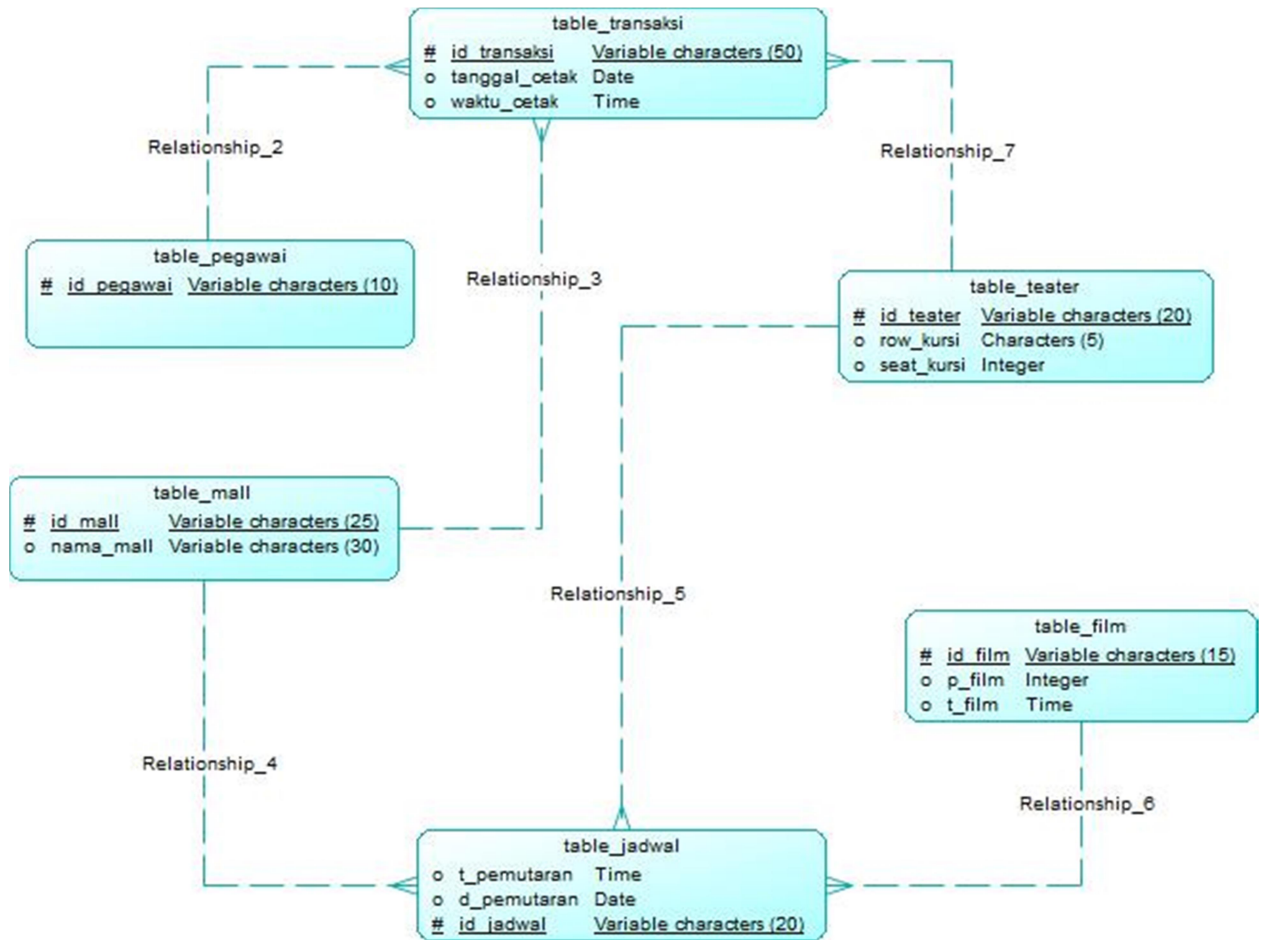 table_transaksi
# id_transaksi Variable characters (50)
o tanggal_cetak Date
o waktu_cetak Time
Relationship_2
Relationship_7
table_pegawai
# id_pegawai Variable characters (10)
Relationship_3
table_teater
# id_teater Variable characters (20)
o row_kursi Characters (5)
o seat_kursi Integer
table_mall
# id_mall Variable characters (25)
o nama_mall Variable characters (30)
Relationship_5
table_film
# id_film Variable characters (15)
o p_film Integer
o t_film Time
Relationship_4
Relationship_6
table_jadwal
o t_pemutaran Time
o d_pemutaran Date
# id_jadwal Variable characters (20)